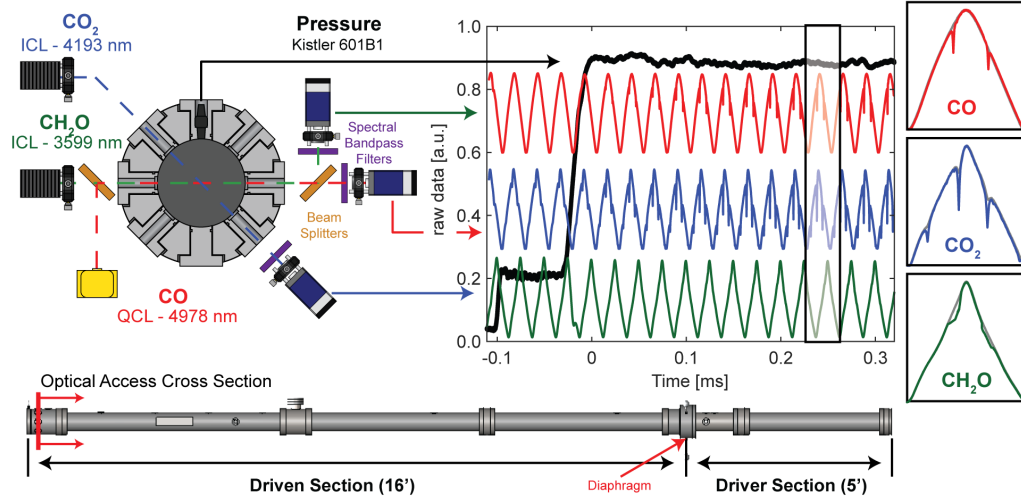 CO₂
ICL - 4193 nm
Pressure
Kistler 601B1
CH₂O
ICL - 3599 nm
Spectral
Bandpass
Filters
Beam
Splitters
CO
QCL - 4978 nm
raw data [a.u.]
1.0
0.8
0.6
0.4
0.2
0.0
-0.1
0
0.1
0.2
0.3
Time [ms]
CO
CO₂
CH₂O
Optical Access Cross Section
Driven Section (16')
Diaphragm
Driver Section (5')